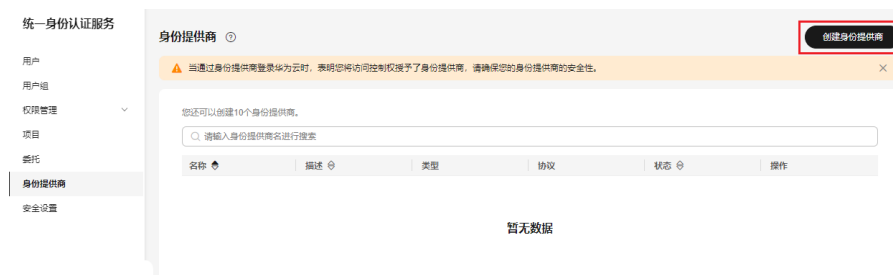 统一身份认证服务
用户
用户组
权限管理
项目
委托
身份提供商
安全设置
身份提供商
创建身份提供商
当通过身份提供商登录华为云时，表明您将访问控制权授予了身份提供商，请确保您的身份提供商的安全性。
您还可以创建10个身份提供商。
请输入身份提供商名进行搜索
名称 描述 类型 协议 状态 操作
暂无数据